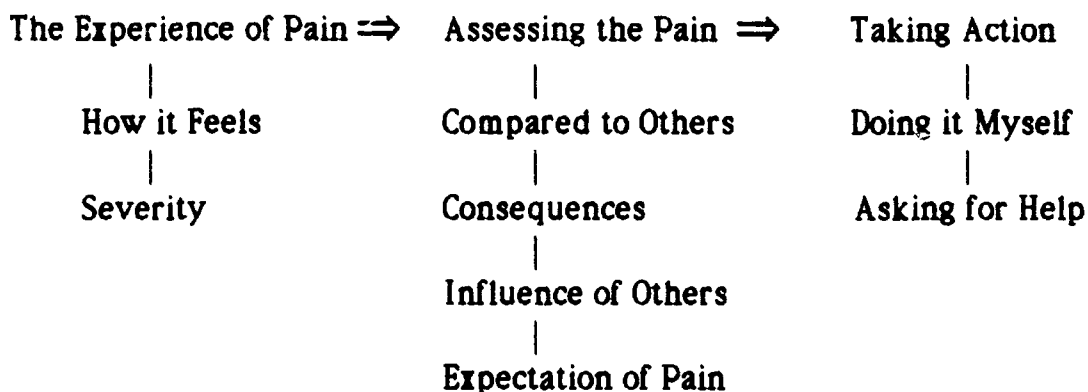 The Experience of Pain ⇒ Assessing the Pain ⇒ Taking Action
How it Feels Compared to Others Doing it Myself
Severity Consequences Asking for Help
Influence of Others
Expectation of Pain